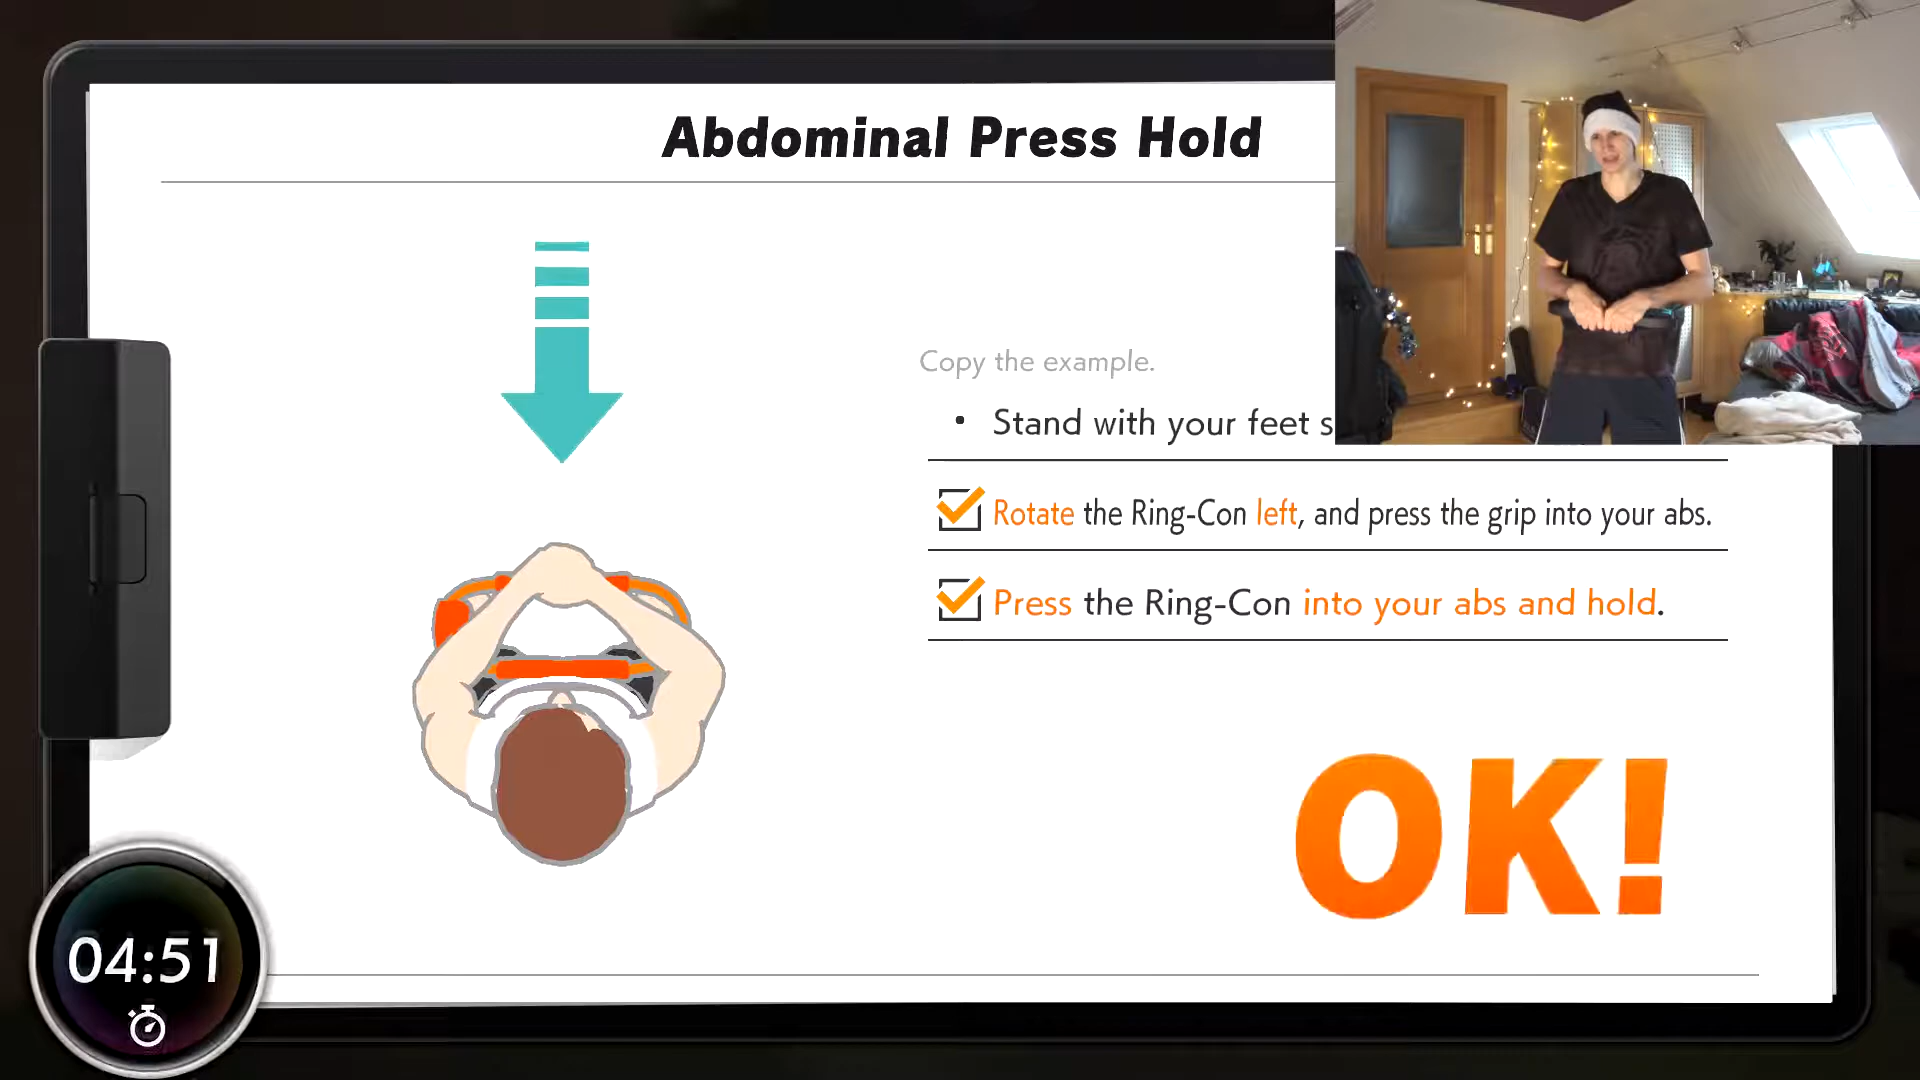 Abdominal Press Hold
Copy the example.
• Stand with your feet s
Rotate the Ring-Con left, and press the grip into your abs.
Press the Ring-Con into your abs and hold.
OK!
04:51